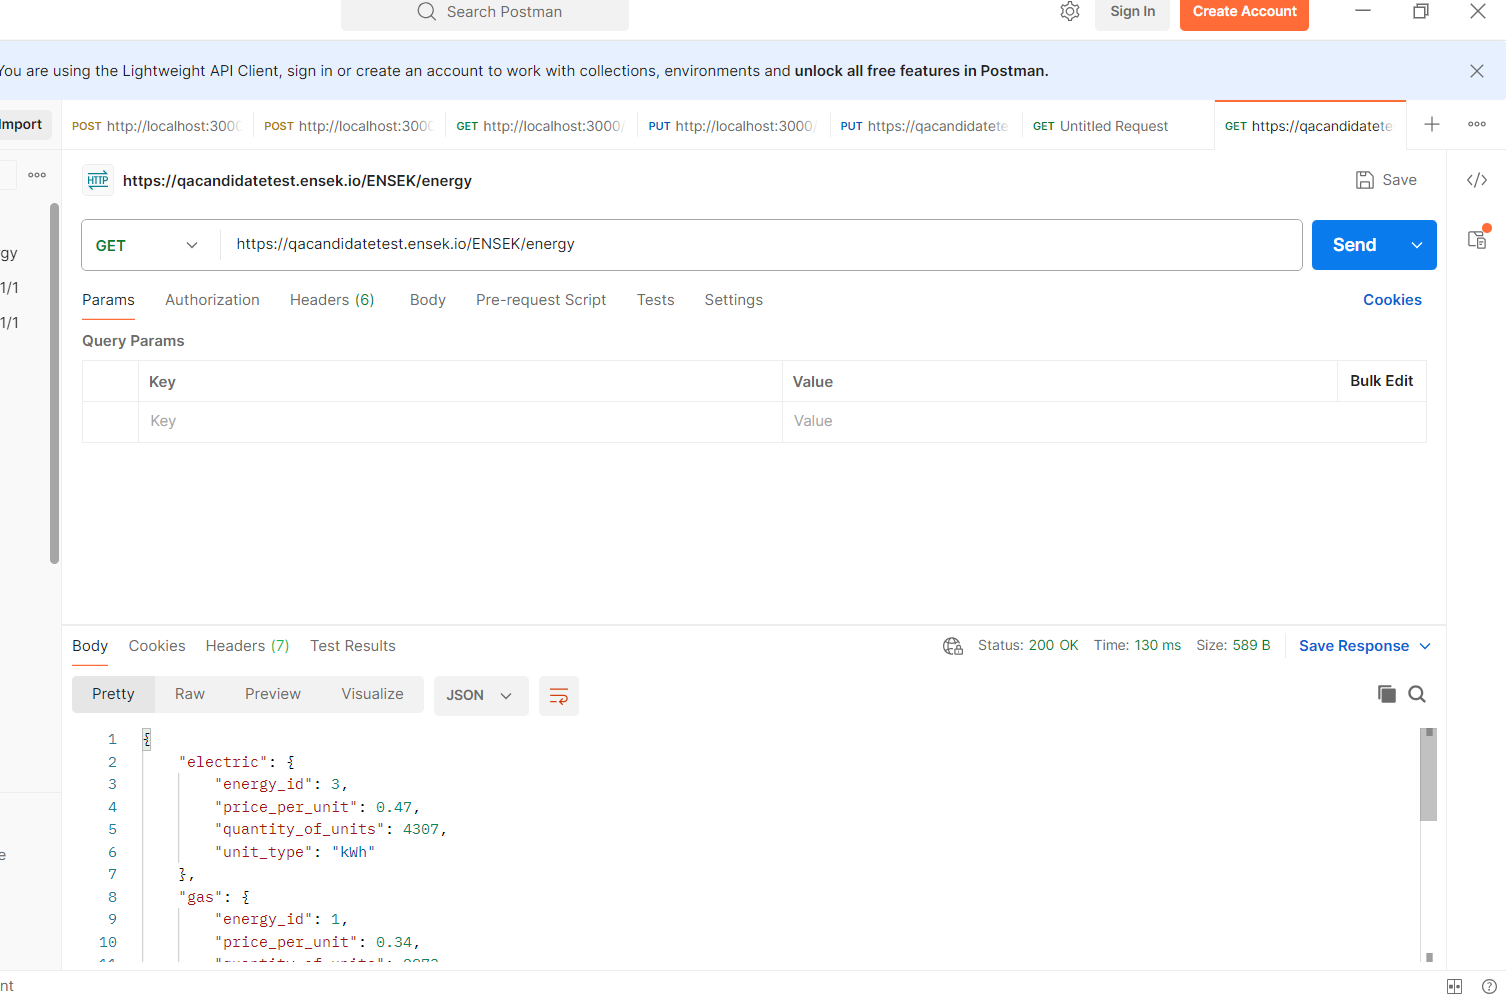 Search Postman
Sign In
Create Account
You are using the Lightweight API Client, sign in or create an account to work with collections, environments and unlock all free features in Postman.
Import
POST http://localhost:3000
POST http://localhost:3000
GET http://localhost:3000/
PUT http://localhost:3000/
PUT https://qacandidatete
GET Untitled Request
GET https://qacandidatete
HTTP
https://qacandidatetest.ensek.io/ENSEK/energy
Save
</>
gy
1/1
1/1
GET
https://qacandidatetest.ensek.io/ENSEK/energy
Send
Params
Authorization
Headers (6)
Body
Pre-request Script
Tests
Settings
Cookies
Query Params
Key
Value
Bulk Edit
Key
Value
Body
Cookies
Headers (7)
Test Results
Status: 200 OK
Time: 130 ms
Size: 589 B
Save Response
Pretty
Raw
Preview
Visualize
JSON
1 {
2 "electric": {
3 "energy_id": 3,
4 "price_per_unit": 0.47,
5 "quantity_of_units": 4307,
6 "unit_type": "kWh"
7 },
8 "gas": {
9 "energy_id": 1,
10 "price_per_unit": 0.34,
e
nt